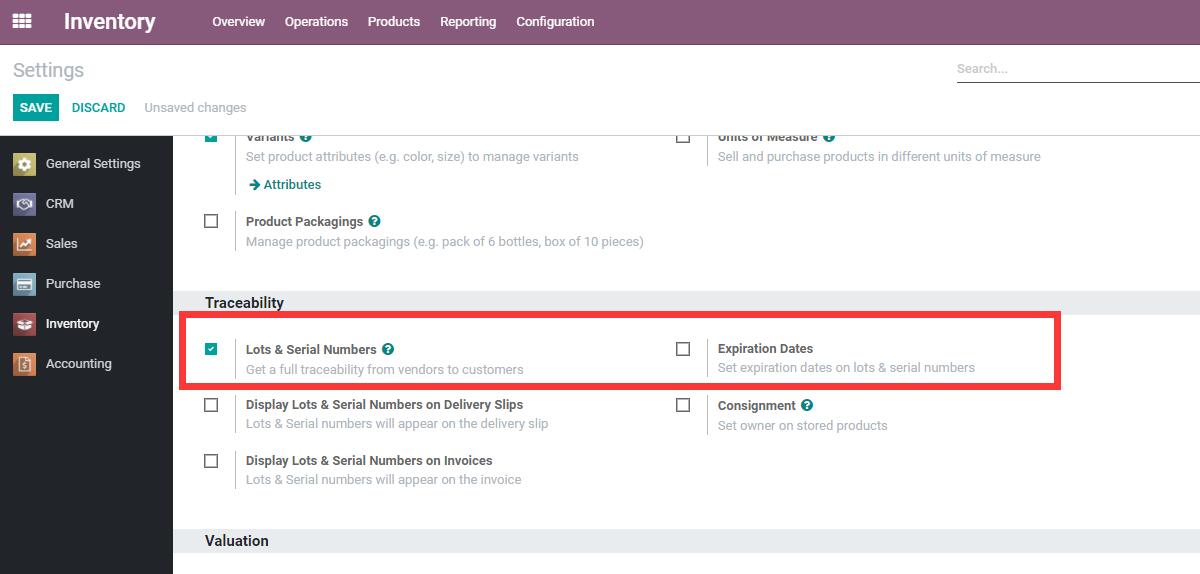 Inventory
Overview
Operations
Products
Reporting
Configuration
Settings
Search...
SAVE
DISCARD
Unsaved changes
General Settings
CRM
Sales
Purchase
Inventory
Accounting
Variants
Set product attributes (e.g. color, size) to manage variants
Attributes
Units of Measure
Sell and purchase products in different units of measure
Product Packagings
Manage product packagings (e.g. pack of 6 bottles, box of 10 pieces)
Traceability
Lots & Serial Numbers
Get a full traceability from vendors to customers
Expiration Dates
Set expiration dates on lots & serial numbers
Display Lots & Serial Numbers on Delivery Slips
Lots & Serial numbers will appear on the delivery slip
Consignment
Set owner on stored products
Display Lots & Serial Numbers on Invoices
Lots & Serial numbers will appear on the invoice
Valuation